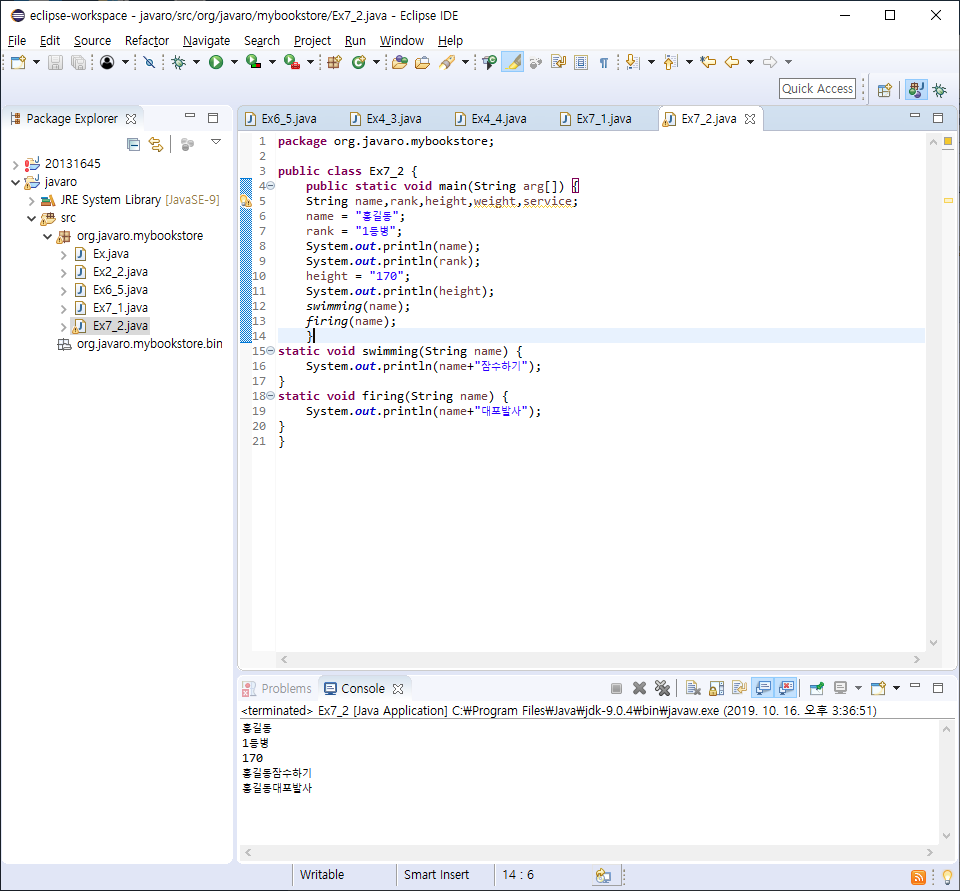 eclipse-workspace - javaro/src/org/javaro/mybookstore/Ex7_2.java - Eclipse IDE
File Edit Source Refactor Navigate Search Project Run Window Help
Quick Access
Package Explorer
20131645
javaro
JRE System Library [JavaSE-9]
src
org.javaro.mybookstore
Ex.java
Ex2_2.java
Ex6_5.java
Ex7_1.java
Ex7_2.java
org.javaro.mybookstore.bin
Ex6_5.java Ex4_3.java Ex4_4.java Ex7_1.java Ex7_2.java
1 package org.javaro.mybookstore;
2
3 public class Ex7_2 {
4 public static void main(String arg[]) {
5 String name,rank,height,weight,service;
6 name = "홍길동";
7 rank = "1등병";
8 System.out.println(name);
9 System.out.println(rank);
10 height = "170";
11 System.out.println(height);
12 swimming(name);
13 firing(name);
14 }
15 static void swimming(String name) {
16 System.out.println(name+"잠수하기");
17 }
18 static void firing(String name) {
19 System.out.println(name+"대포발사");
20 }
21 }
Problems Console
<terminated> Ex7_2 [Java Application] C:₩Program Files₩Java₩jdk-9.0.4₩bin₩javaw.exe (2019. 10. 16. 오후 3:36:51)
홍길동
1등병
170
홍길동잠수하기
홍길동대포발사
Writable Smart Insert 14 : 6